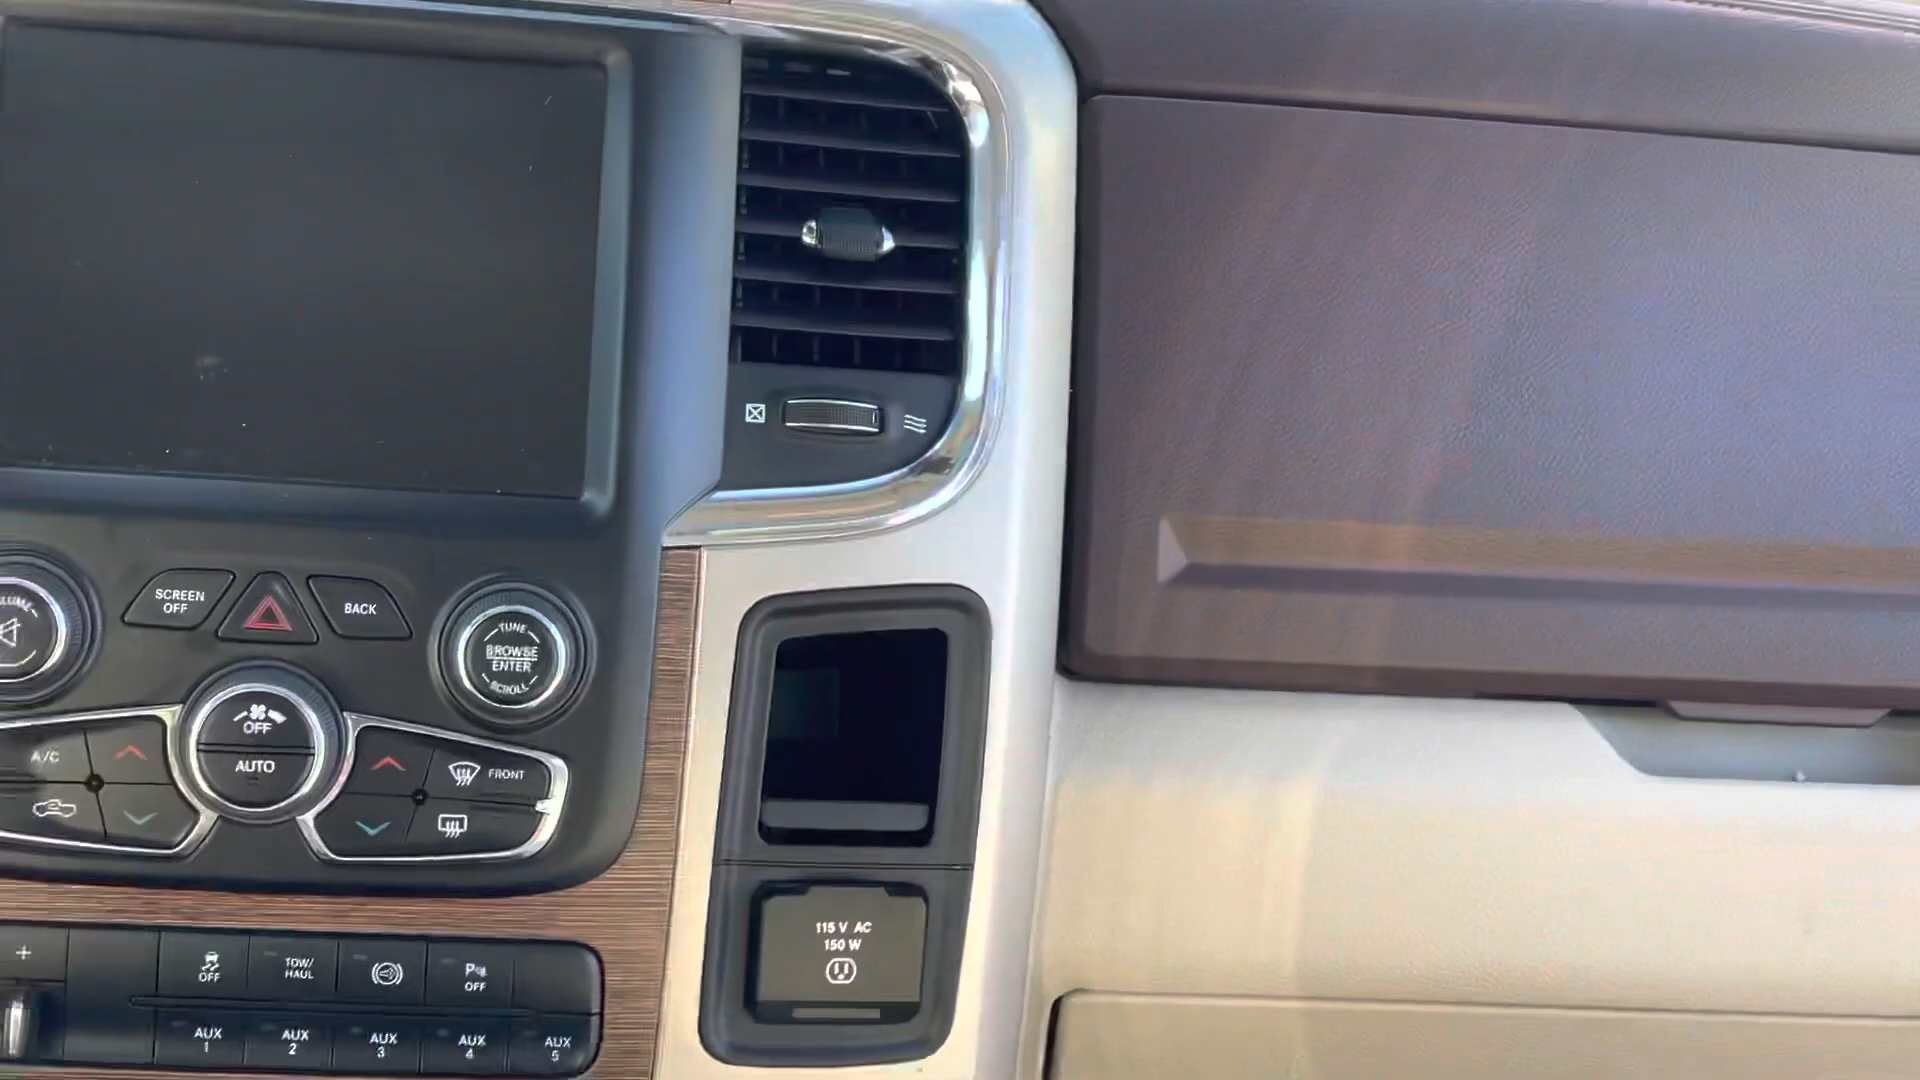 SCREEN
OFF
BACK
TUNE
BROWSE
ENTER
SCROLL
OFF
AUTO
A/C
FRONT
115 V AC
150 W
OFF
TOW/
HAUL
P
OFF
AUX
1
AUX
2
AUX
3
AUX
4
AUX
5